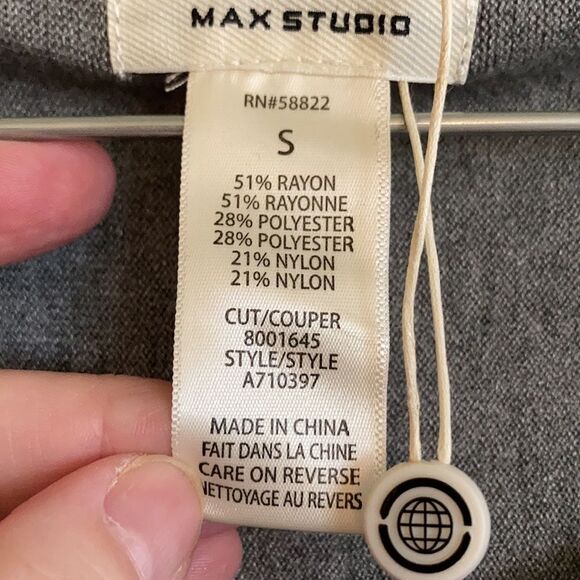 MAX STUDIO
RN#58822
S
51% RAYON
51% RAYONNE
28% POLYESTER
28% POLYESTER
21% NYLON
21% NYLON
CUT/COUPER
8001645
STYLE/STYLE
A710397
MADE IN CHINA
FAIT DANS LA CHINE
CARE ON REVERSE
NETTOYAGE AU REVERS